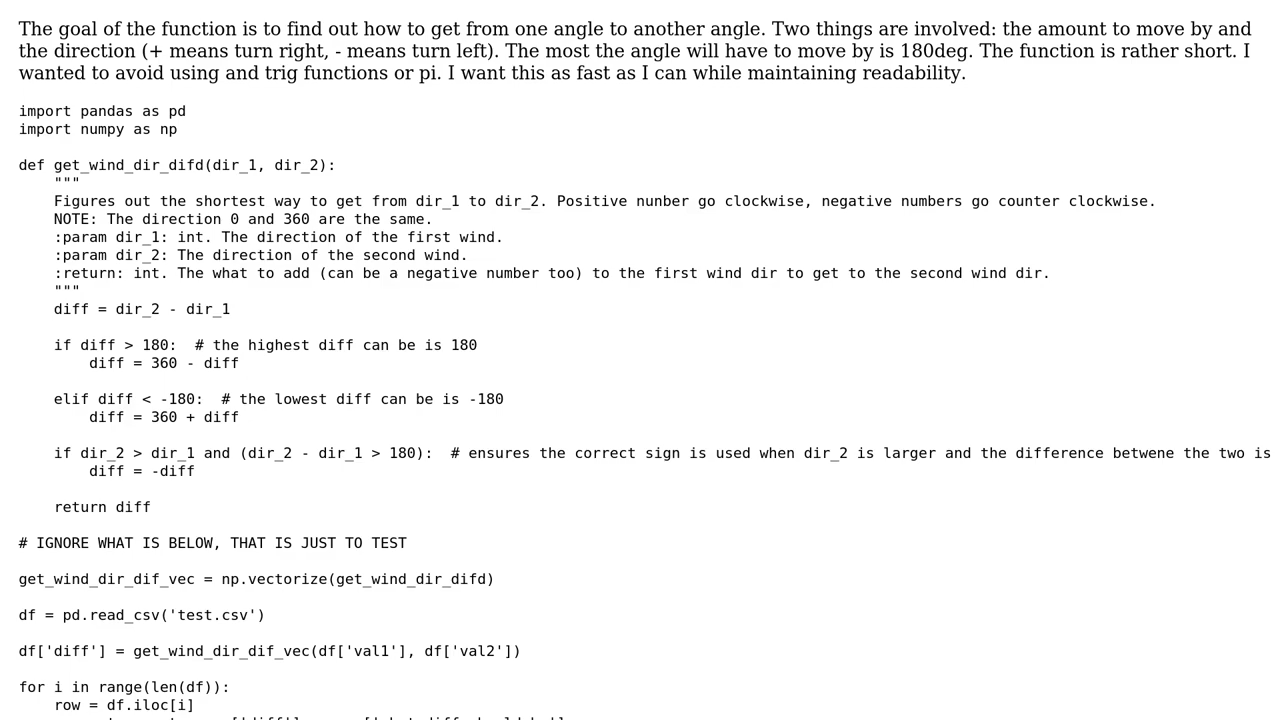 The goal of the function is to find out how to get from one angle to another angle. Two things are involved: the amount to move by and
the direction (+ means turn right, - means turn left). The most the angle will have to move by is 180deg. The function is rather short. I
wanted to avoid using and trig functions or pi. I want this as fast as I can while maintaining readability.
import pandas as pd
import numpy as np
def get_wind_dir_difd(dir_1, dir_2):
"""
Figures out the shortest way to get from dir_1 to dir_2. Positive nunber go clockwise, negative numbers go counter clockwise.
NOTE: The direction 0 and 360 are the same.
:param dir_1: int. The direction of the first wind.
:param dir_2: The direction of the second wind.
:return: int. The what to add (can be a negative number too) to the first wind dir to get to the second wind dir.
"""
diff = dir_2 - dir_1
if diff > 180:  # the highest diff can be is 180
diff = 360 - diff
elif diff < -180:  # the lowest diff can be is -180
diff = 360 + diff
if dir_2 > dir_1 and (dir_2 - dir_1 > 180):  # ensures the correct sign is used when dir_2 is larger and the difference betwene the two is
diff = -diff
return diff
# IGNORE WHAT IS BELOW, THAT IS JUST TO TEST
get_wind_dir_dif_vec = np.vectorize(get_wind_dir_difd)
df = pd.read_csv('test.csv')
df['diff'] = get_wind_dir_dif_vec(df['val1'], df['val2'])
for i in range(len(df)):
row = df.iloc[i]